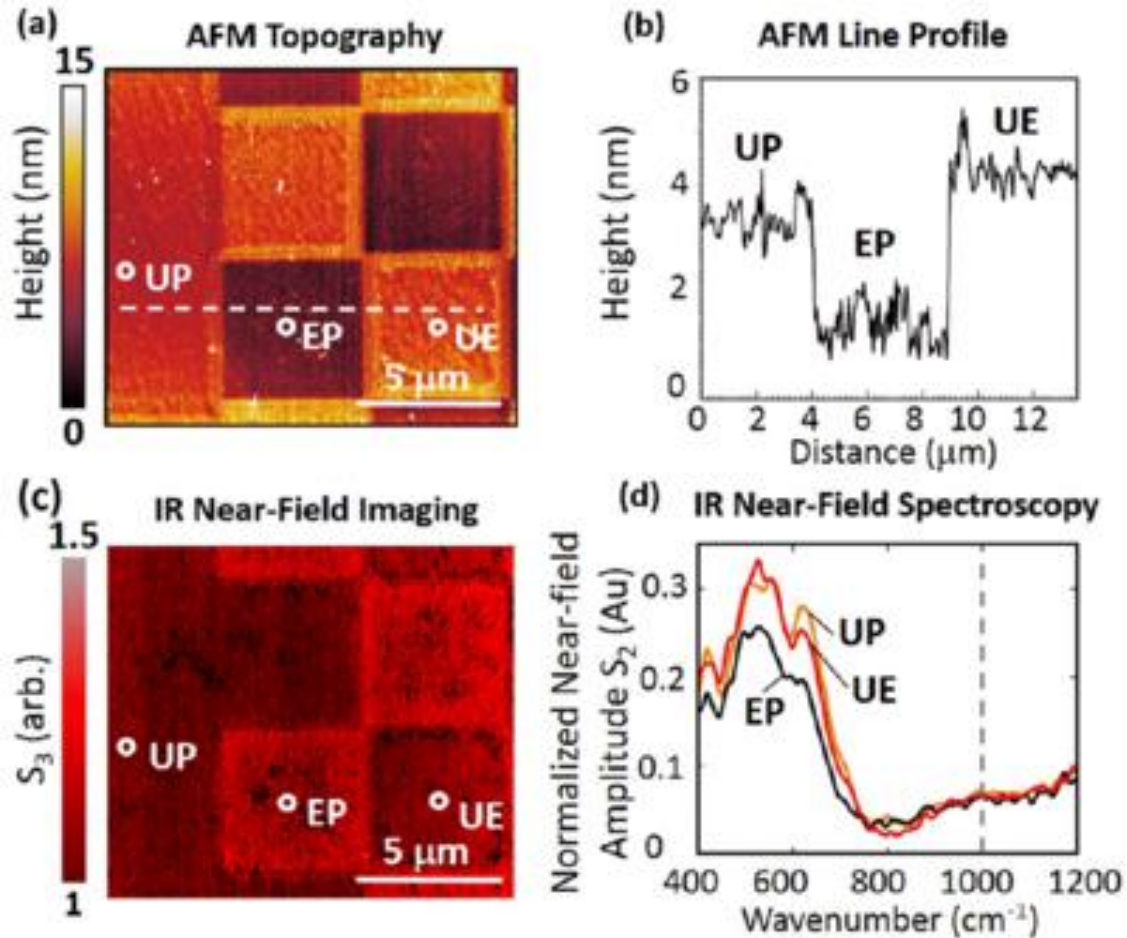 (a)
AFM Topography
15
Height (nm)
0
UP
EP
UE
5 μm
(b)
AFM Line Profile
Height (nm)
6
4
2
0
UP
EP
UE
0 2 4 6 8 10 12
Distance (μm)
(c)
IR Near-Field Imaging
1.5
S₃ (arb.)
1
UP
EP
UE
5 μm
(d)
IR Near-Field Spectroscopy
Normalized Near-field
Amplitude S₂ (Au)
0.3
0.2
0.1
0
UP
UE
EP
400 600 800 1000 1200
Wavenumber (cm⁻¹)